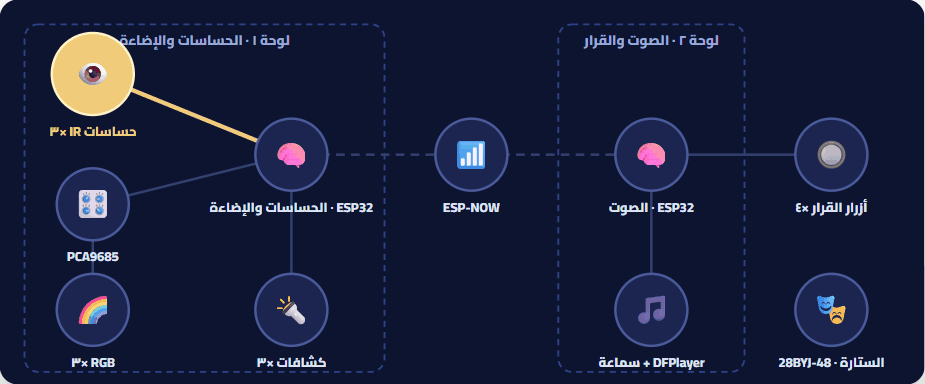 لوحة ١ · الحساسات والإضاءة
لوحة ٢ · الصوت والقرار
حساسات IR ×٣
ESP32 · الحساسات والإضاءة
ESP-NOW
ESP32 · الصوت
أزرار القرار ×٤
PCA9685
RGB ×٣
كشافات ×٣
DFPlayer + سماعة
الستارة · 28BYJ-48